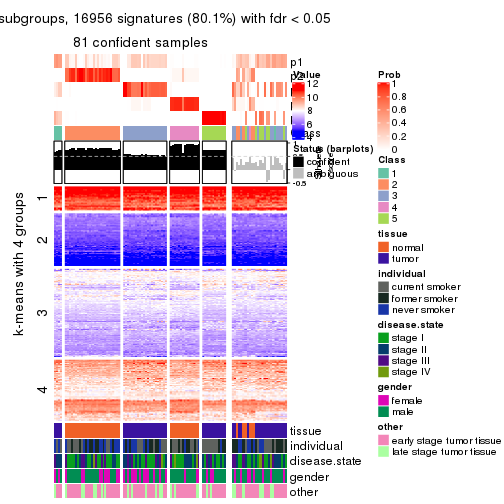 subgroups, 16956 signatures (80.1%) with fdr < 0.05
81 confident samples
p1
p2
Value
12
10
8
6
4
Prob
1
0.8
0.6
0.4
0.2
0
Status (barplots)
confident
ambiguous
-0.5
Class
1
2
3
4
5
k-means with 4 groups
1
2
3
4
tissue
normal
tumor
individual
current smoker
former smoker
never smoker
disease.state
stage I
stage II
stage III
stage IV
gender
female
male
other
early stage tumor tissue
late stage tumor tissue
tissue
individual
disease.state
gender
other